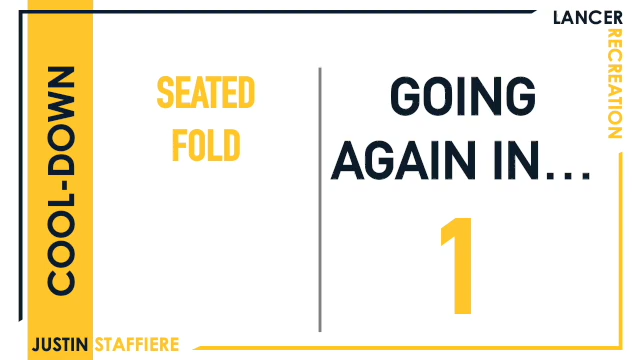 LANCER
RECREATION
COOL-DOWN
SEATED
FOLD
GOING
AGAIN IN...
1
JUSTIN STAFFIERE